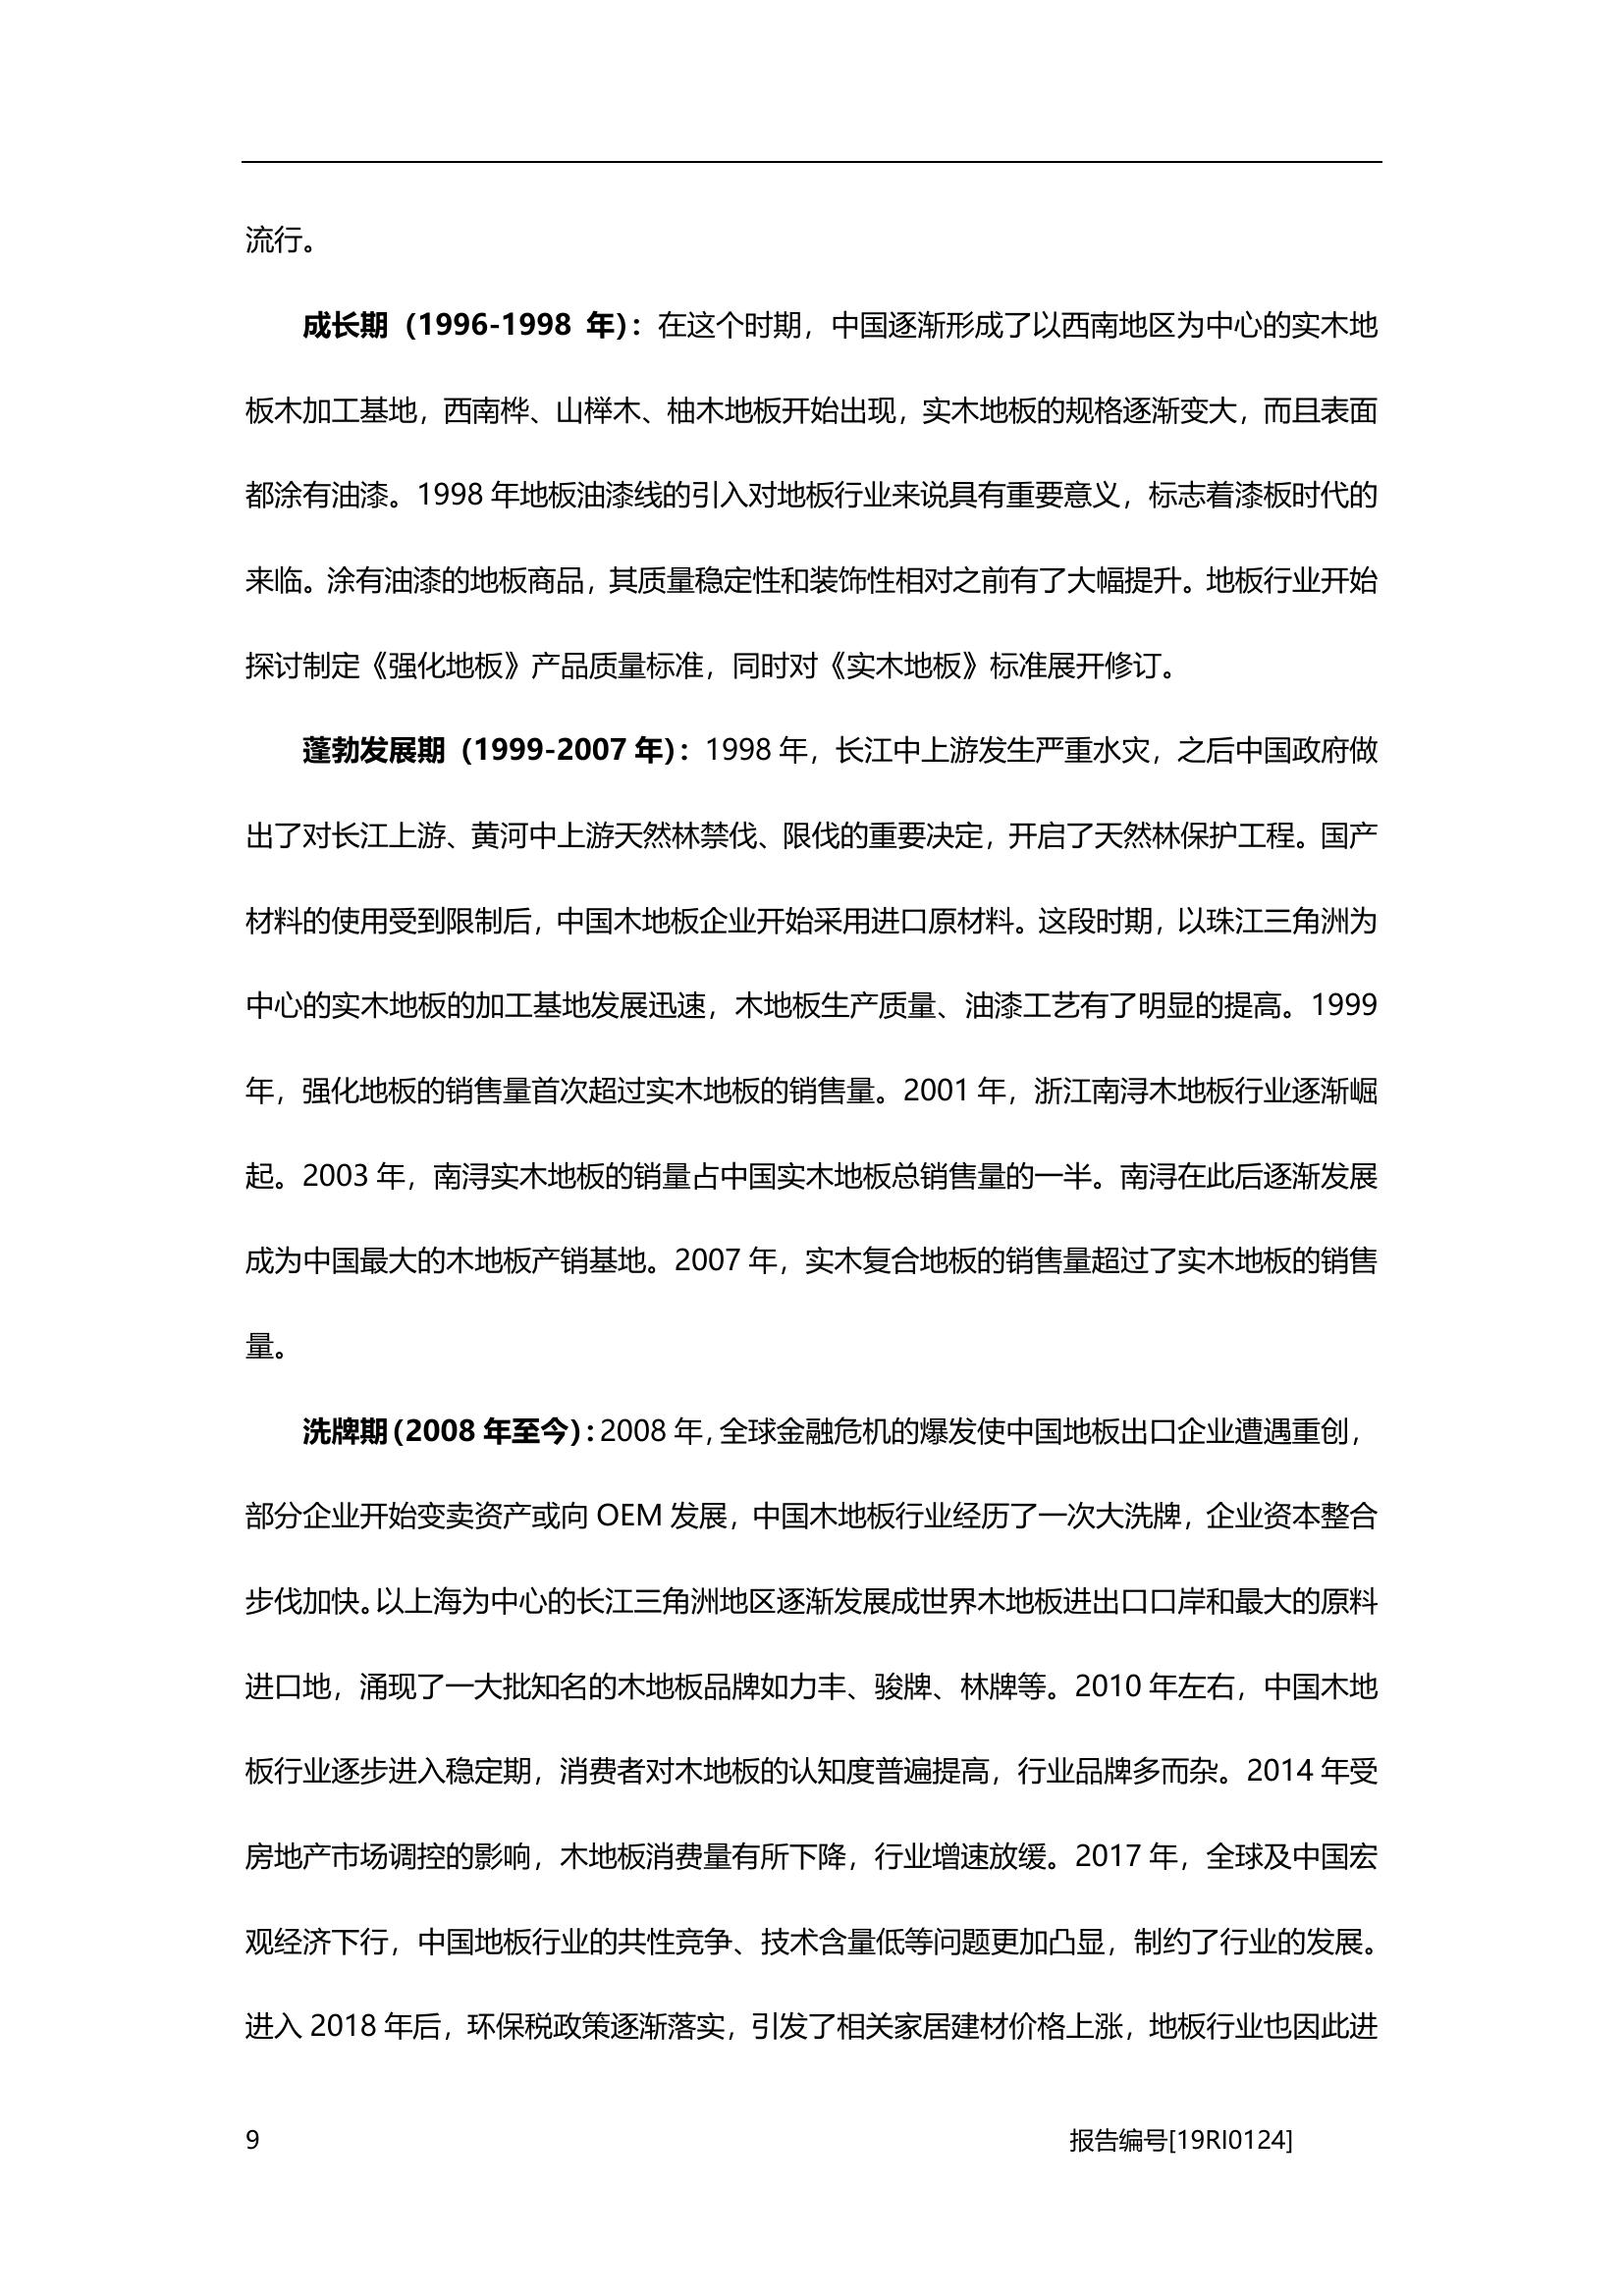 流行。
成长期（1996-1998 年）：在这个时期，中国逐渐形成了以西南地区为中心的实木地
板木加工基地，西南桦、山榉木、柚木地板开始出现，实木地板的规格逐渐变大，而且表面
都涂有油漆。1998 年地板油漆线的引入对地板行业来说具有重要意义，标志着漆板时代的
来临。涂有油漆的地板商品，其质量稳定性和装饰性相对之前有了大幅提升。地板行业开始
探讨制定《强化地板》产品质量标准，同时对《实木地板》标准展开修订。
蓬勃发展期（1999-2007 年）：1998 年，长江中上游发生严重水灾，之后中国政府做
出了对长江上游、黄河中上游天然林禁伐、限伐的重要决定，开启了天然林保护工程。国产
材料的使用受到限制后，中国木地板企业开始采用进口原材料。这段时期，以珠江三角洲为
中心的实木地板的加工基地发展迅速，木地板生产质量、油漆工艺有了明显的提高。1999
年，强化地板的销售量首次超过实木地板的销售量。2001 年，浙江南浔木地板行业逐渐崛
起。2003 年，南浔实木地板的销量占中国实木地板总销售量的一半。南浔在此后逐渐发展
成为中国最大的木地板产销基地。2007 年，实木复合地板的销售量超过了实木地板的销售
量。
洗牌期（2008 年至今）：2008 年，全球金融危机的爆发使中国地板出口企业遭遇重创，
部分企业开始变卖资产或向 OEM 发展，中国木地板行业经历了一次大洗牌，企业资本整合
步伐加快。以上海为中心的长江三角洲地区逐渐发展成世界木地板进出口口岸和最大的原料
进口地，涌现了一大批知名的木地板品牌如力丰、骏牌、林牌等。2010 年左右，中国木地
板行业逐步进入稳定期，消费者对木地板的认知度普遍提高，行业品牌多而杂。2014 年受
房地产市场调控的影响，木地板消费量有所下降，行业增速放缓。2017 年，全球及中国宏
观经济下行，中国地板行业的共性竞争、技术含量低等问题更加凸显，制约了行业的发展。
进入 2018 年后，环保税政策逐渐落实，引发了相关家居建材价格上涨，地板行业也因此进
9 报告编号[19RI0124]